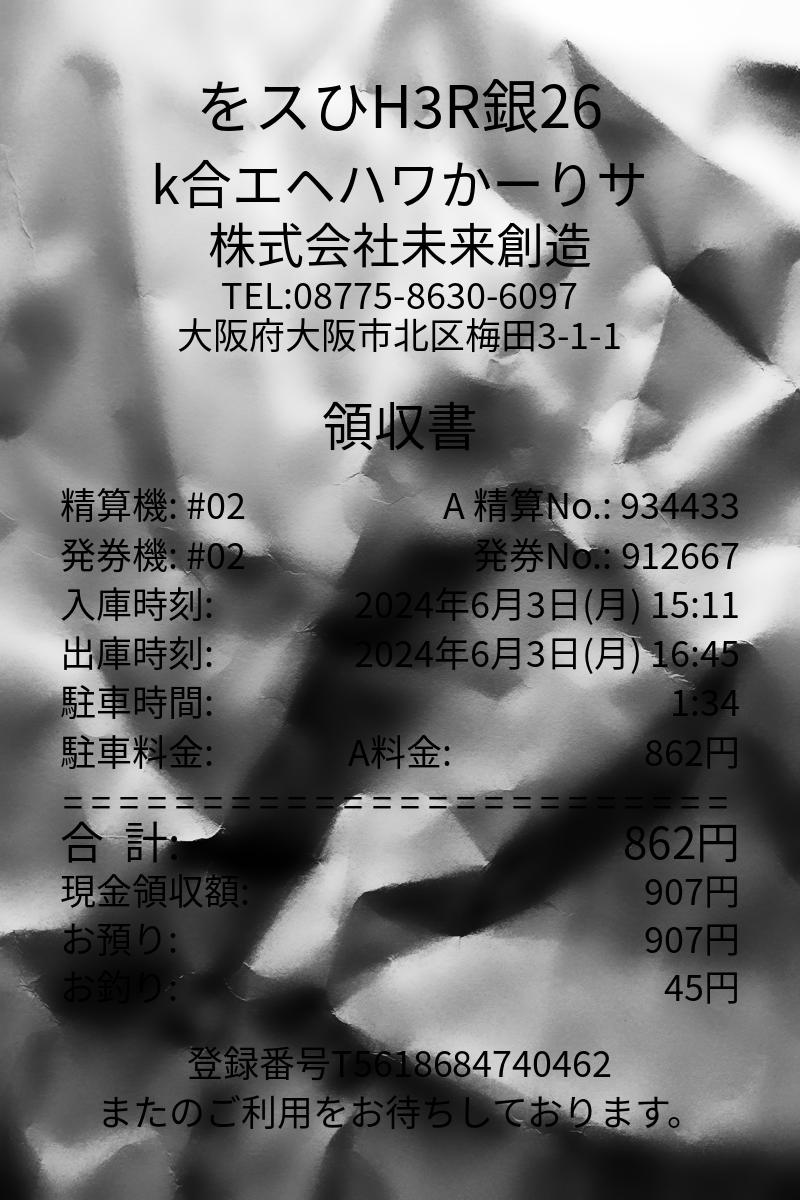 をスひH3R銀26
k合エヘハワかーりサ
株式会社未来創造
TEL:08775-8630-6097
大阪府大阪市北区梅田3-1-1
領収書
精算機: #02 A 精算No.: 934433
発券機: #02 発券No.: 912667
入庫時刻: 2024年6月3日(月) 15:11
出庫時刻: 2024年6月3日(月) 16:45
駐車時間: 1:34
駐車料金: A料金: 862円
========================
合 計: 862円
現金領収額: 907円
お預り: 907円
お釣り: 45円
登録番号T5618684740462
またのご利用をお待ちしております。